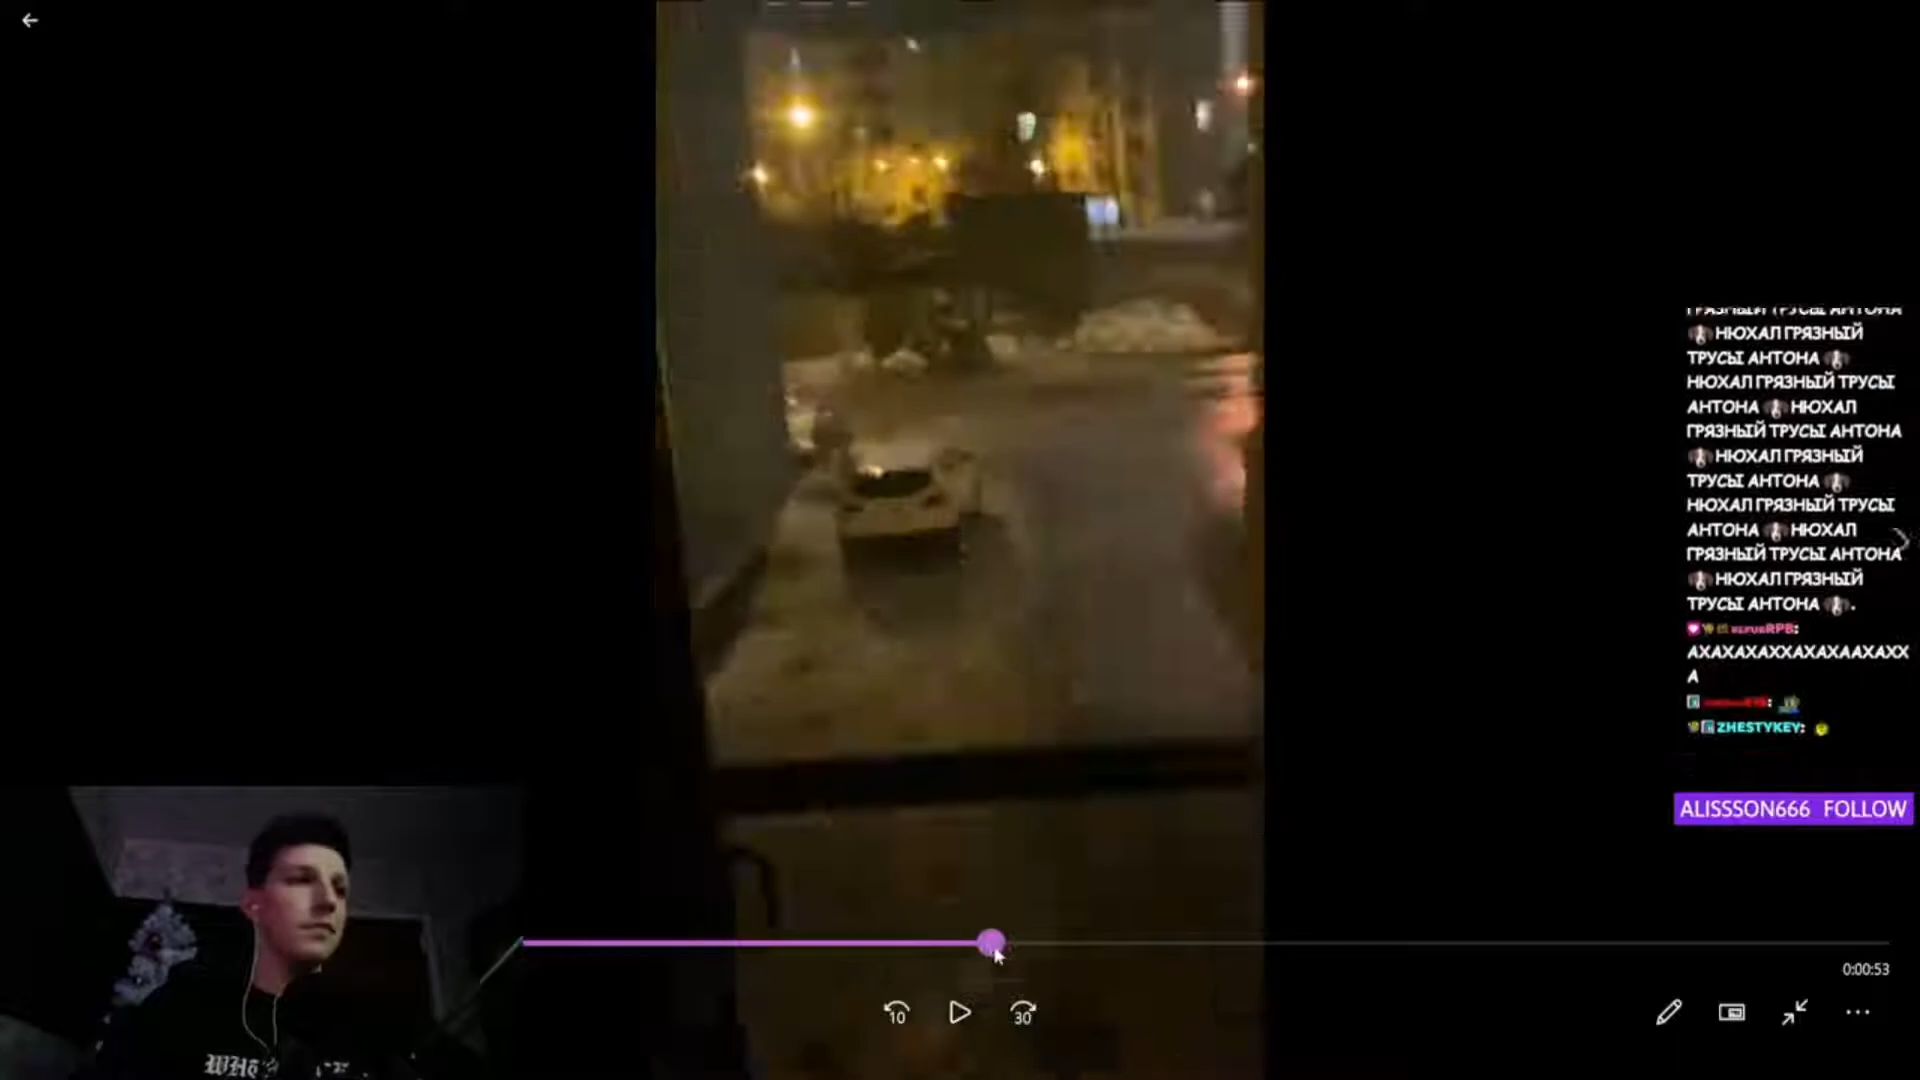 НЮХАЛ ГРЯЗНЫЙ
ТРУСЫ АНТОНА
НЮХАЛ ГРЯЗНЫЙ ТРУСЫ
АНТОНА НЮХАЛ
ГРЯЗНЫЙ ТРУСЫ АНТОНА
НЮХАЛ ГРЯЗНЫЙ
ТРУСЫ АНТОНА
НЮХАЛ ГРЯЗНЫЙ ТРУСЫ
АНТОНА НЮХАЛ
ГРЯЗНЫЙ ТРУСЫ АНТОНА
НЮХАЛ ГРЯЗНЫЙ
ТРУСЫ АНТОНА .
АХАХАХАХХАХАХААХАХХ
А
ZHESTYKEY:
ALISSSON666 FOLLOW
0:00:53
10
30